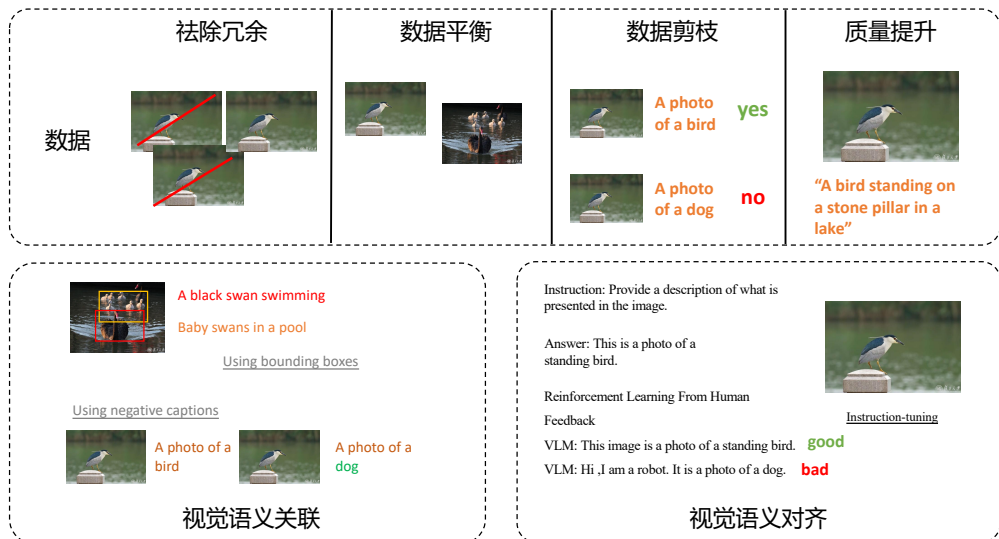 祛除冗余
数据平衡
数据剪枝
质量提升
数据
A photo
of a bird
yes
A photo
of a dog
no
“A bird standing on
a stone pillar in a
lake”
A black swan swimming
Baby swans in a pool
Using bounding boxes
Using negative captions
A photo of a
bird
A photo of a
dog
视觉语义关联
Instruction: Provide a description of what is
presented in the image.
Answer: This is a photo of a
standing bird.
Reinforcement Learning From Human
Feedback
Instruction-tuning
VLM: This image is a photo of a standing bird.
good
VLM: Hi ,I am a robot. It is a photo of a dog.
bad
视觉语义对齐